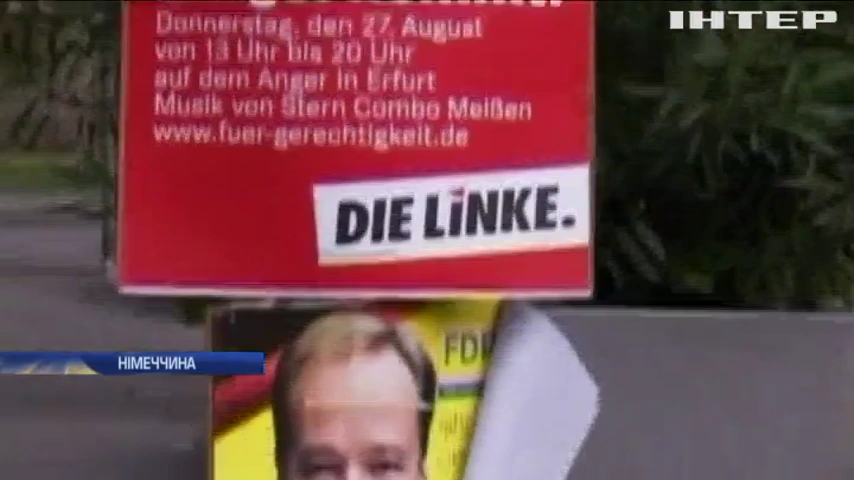 ІНТЕР
Donnerstag, den 27. August
von 13 Uhr bis 20 Uhr
auf dem Anger in Erfurt
Musik von Stern Combo Meißen
www.fuer-gerechtigkeit.de
DIE LINKE.
FD
НІМЕЧЧИНА